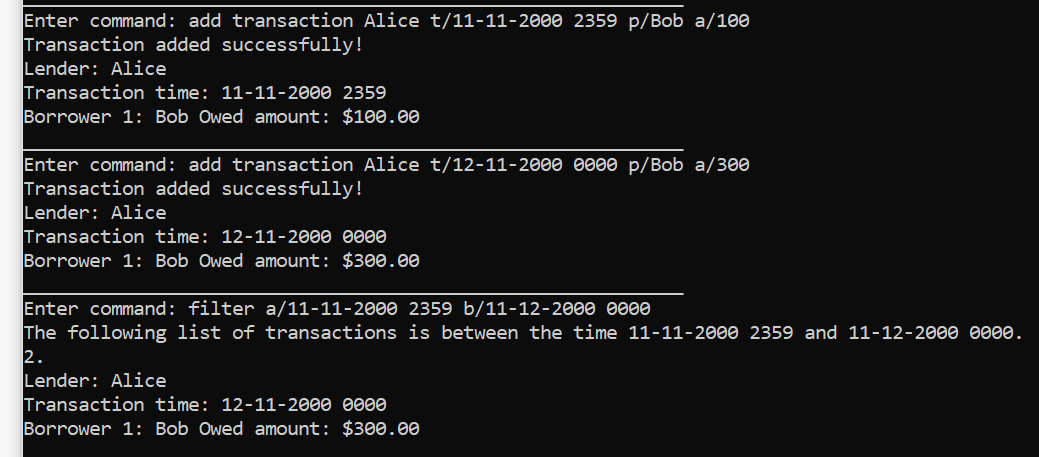 Enter command: add transaction Alice t/11-11-2000 2359 p/Bob a/100
Transaction added successfully!
Lender: Alice
Transaction time: 11-11-2000 2359
Borrower 1: Bob Owed amount: $100.00
Enter command: add transaction Alice t/12-11-2000 0000 p/Bob a/300
Transaction added successfully!
Lender: Alice
Transaction time: 12-11-2000 0000
Borrower 1: Bob Owed amount: $300.00
Enter command: filter a/11-11-2000 2359 b/11-12-2000 0000
The following list of transactions is between the time 11-11-2000 2359 and 11-12-2000 0000.
2.
Lender: Alice
Transaction time: 12-11-2000 0000
Borrower 1: Bob Owed amount: $300.00